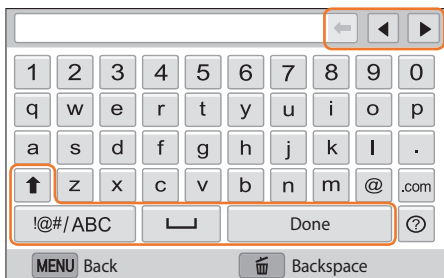 1 2 3 4 5 6 7 8 9 0
q w e r t y u i o p
a s d f g h j k l .
z x c v b n m @ .com
!@#/ABC Done ?
MENU Back Backspace